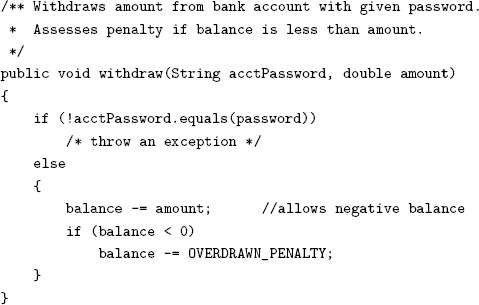 /** Withdraws amount from bank account with given password.
 *  Assesses penalty if balance is less than amount.
 */
public void withdraw(String acctPassword, double amount)
{
    if (!acctPassword.equals(password))
        /* throw an exception */
    else
    {
        balance -= amount;      //allows negative balance
        if (balance < 0)
            balance -= OVERDRAWN_PENALTY;
    }
}